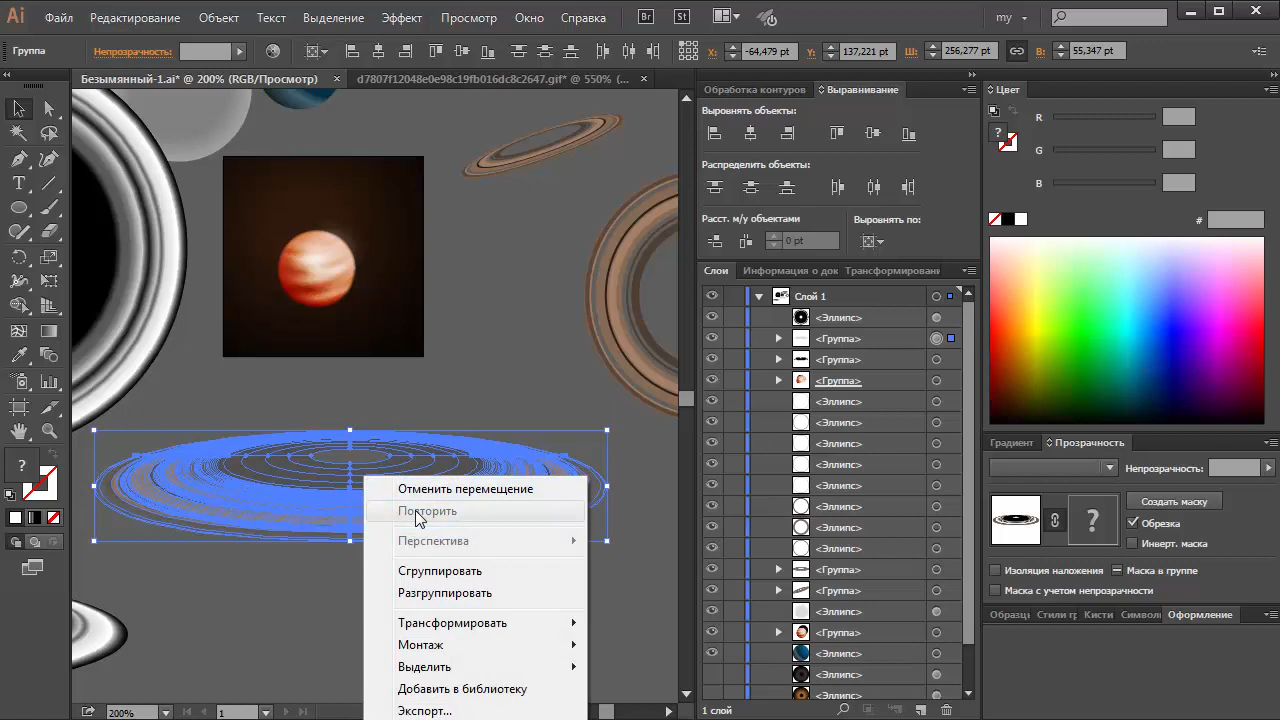 Ai Файл Редактирование Объект Текст Выделение Эффект Просмотр Окно Справка Br St my
Группа Непрозрачность: X: -64,479 pt Y: 137,221 pt Ш: 256,277 pt В: 55,347 pt
Безымянный-1.ai* @ 200% (RGB/Просмотр) × d7807f12048e0e98c19fb016dc8c2647.gif* @ 550% (... ×
Обработка контуров Выравнивание
Выровнять объекты:
Распределить объекты:
Расст. м/у объектами Выровнять по:
0 pt
Цвет
R
G
B
#
Слои Информация о док Трансформировани
Слой 1
<Эллипс>
<Группа>
<Группа>
<Группа>
<Эллипс>
<Эллипс>
<Эллипс>
<Эллипс>
<Эллипс>
<Эллипс>
<Эллипс>
<Эллипс>
<Группа>
<Группа>
<Эллипс>
<Группа>
<Эллипс>
<Эллипс>
<Эллипс>
1 слой
Градиент Прозрачность
Непрозрачность:
Создать маску
Обрезка
Инверт. маска
Изоляция наложения Маска в группе
Маска с учетом непрозрачности
Образц Стили гр Кисти Символ Оформление
Отменить перемещение
Повторить
Перспектива
Сгруппировать
Разгруппировать
Трансформировать
Монтаж
Выделить
Добавить в библиотеку
Экспорт...
200% 1